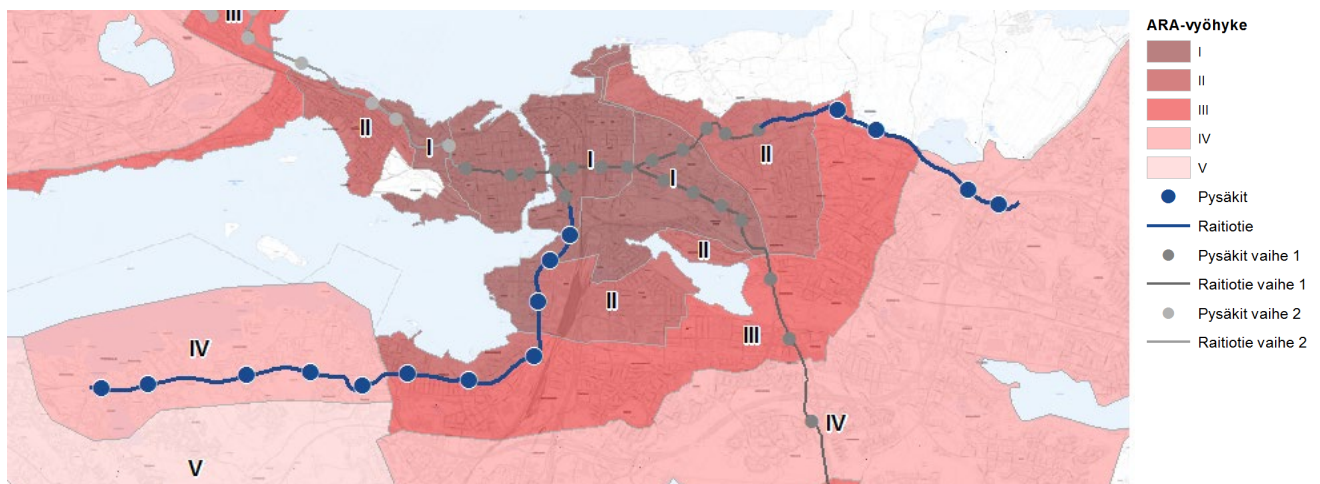 III
II
I
I
I
II
II
II
III
IV
IV
V
ARA-vyöhyke
I
II
III
IV
V
Pysäkit
Raitiotie
Pysäkit vaihe 1
Raitiotie vaihe 1
Pysäkit vaihe 2
Raitiotie vaihe 2